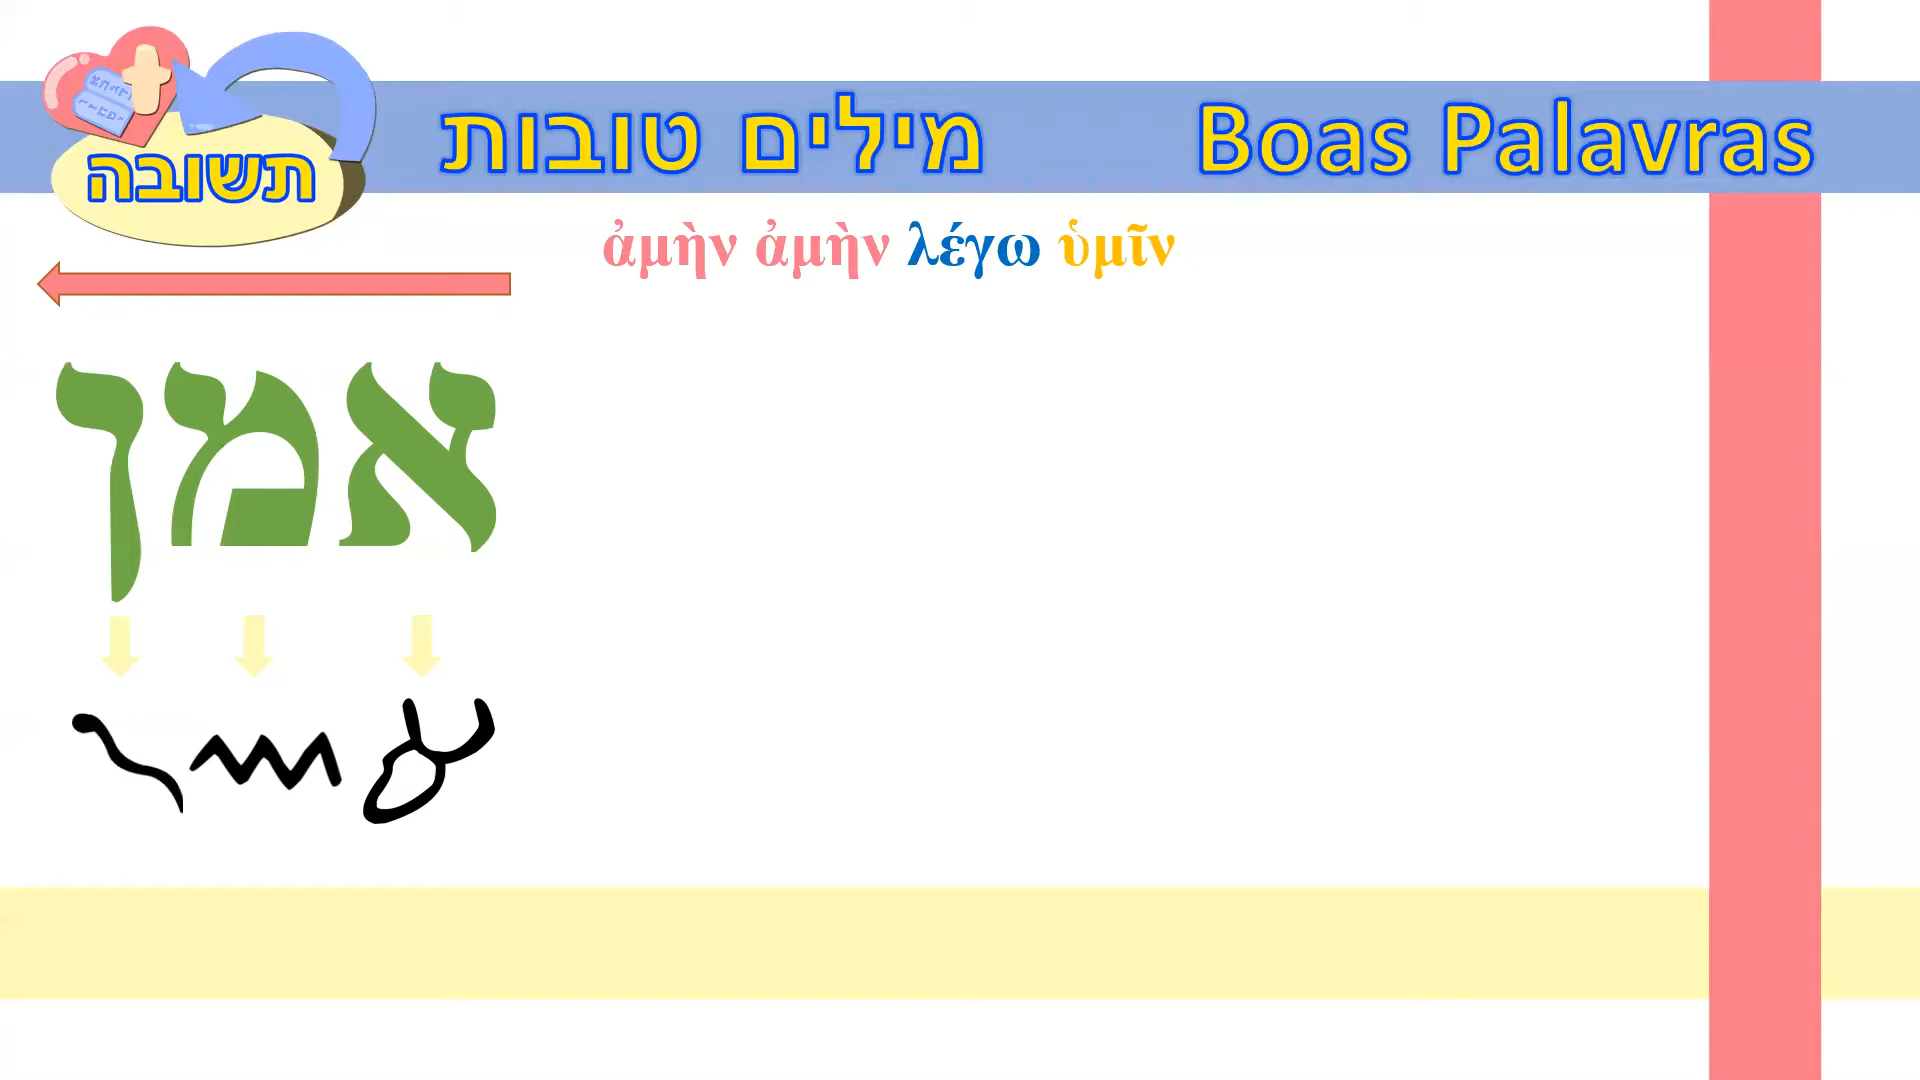 תשובה
מילים טובות
Boas Palavras
ἀμὴν ἀμὴν λέγω ὑμῖν
אמן